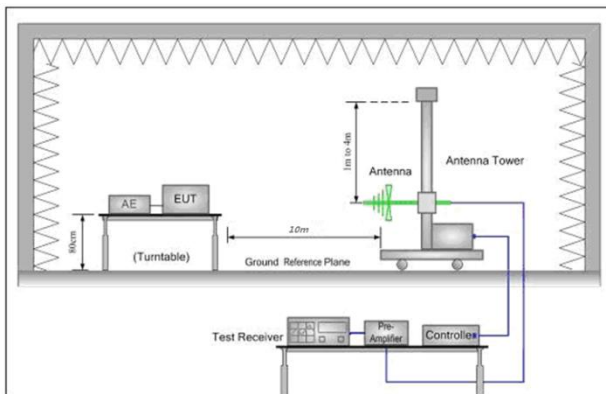 1m to 4m
Antenna
Antenna Tower
AE
EUT
80cm
(Turntable)
10m
Ground Reference Plane
Test Receiver
Pre-
Amplifier
Controller